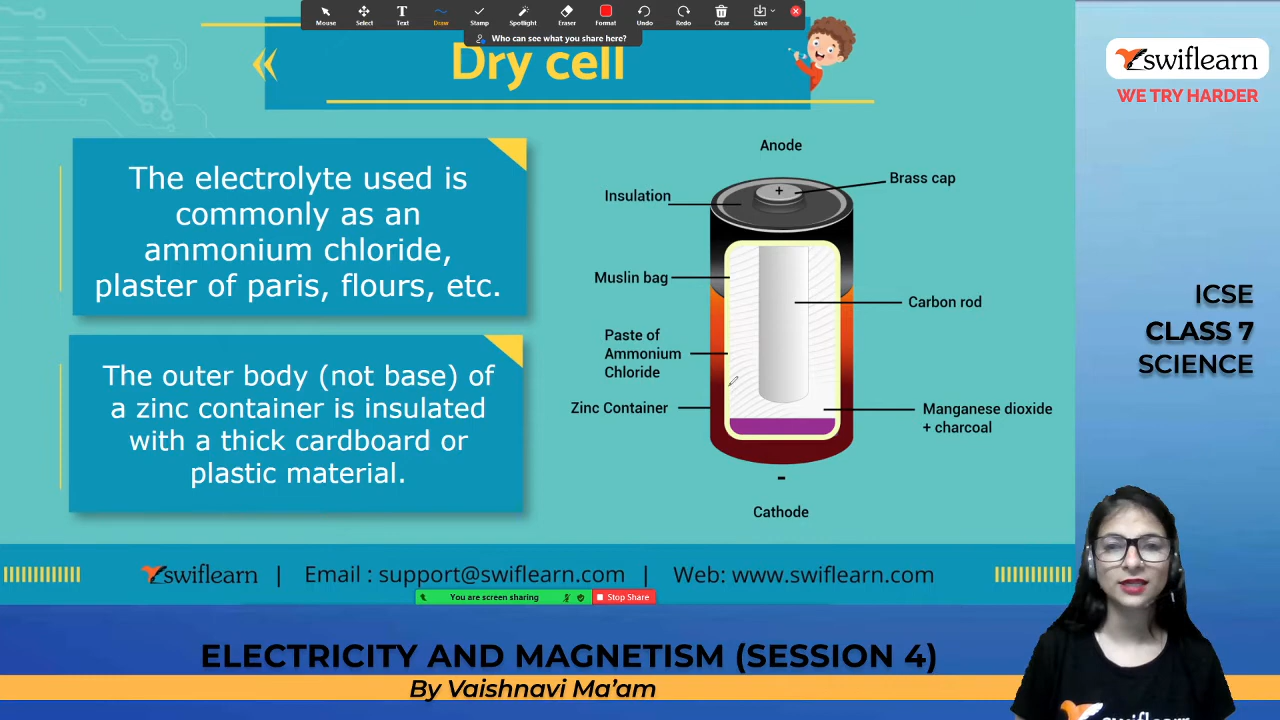 Mouse Select Text Draw Stamp Spotlight Eraser Format Undo Redo Clear Save
Who can see what you share here?
Dry cell
swiflearn
WE TRY HARDER
The electrolyte used is
commonly as an
ammonium chloride,
plaster of paris, flours, etc.
The outer body (not base) of
a zinc container is insulated
with a thick cardboard or
plastic material.
Anode
Brass cap
Insulation
+
Muslin bag
Carbon rod
Paste of
Ammonium
Chloride
Zinc Container
Manganese dioxide
+ charcoal
-
Cathode
ICSE
CLASS 7
SCIENCE
swiflearn | Email : support@swiflearn.com | Web: www.swiflearn.com
You are screen sharing Stop Share
ELECTRICITY AND MAGNETISM (SESSION 4)
By Vaishnavi Ma'am
swiflearn